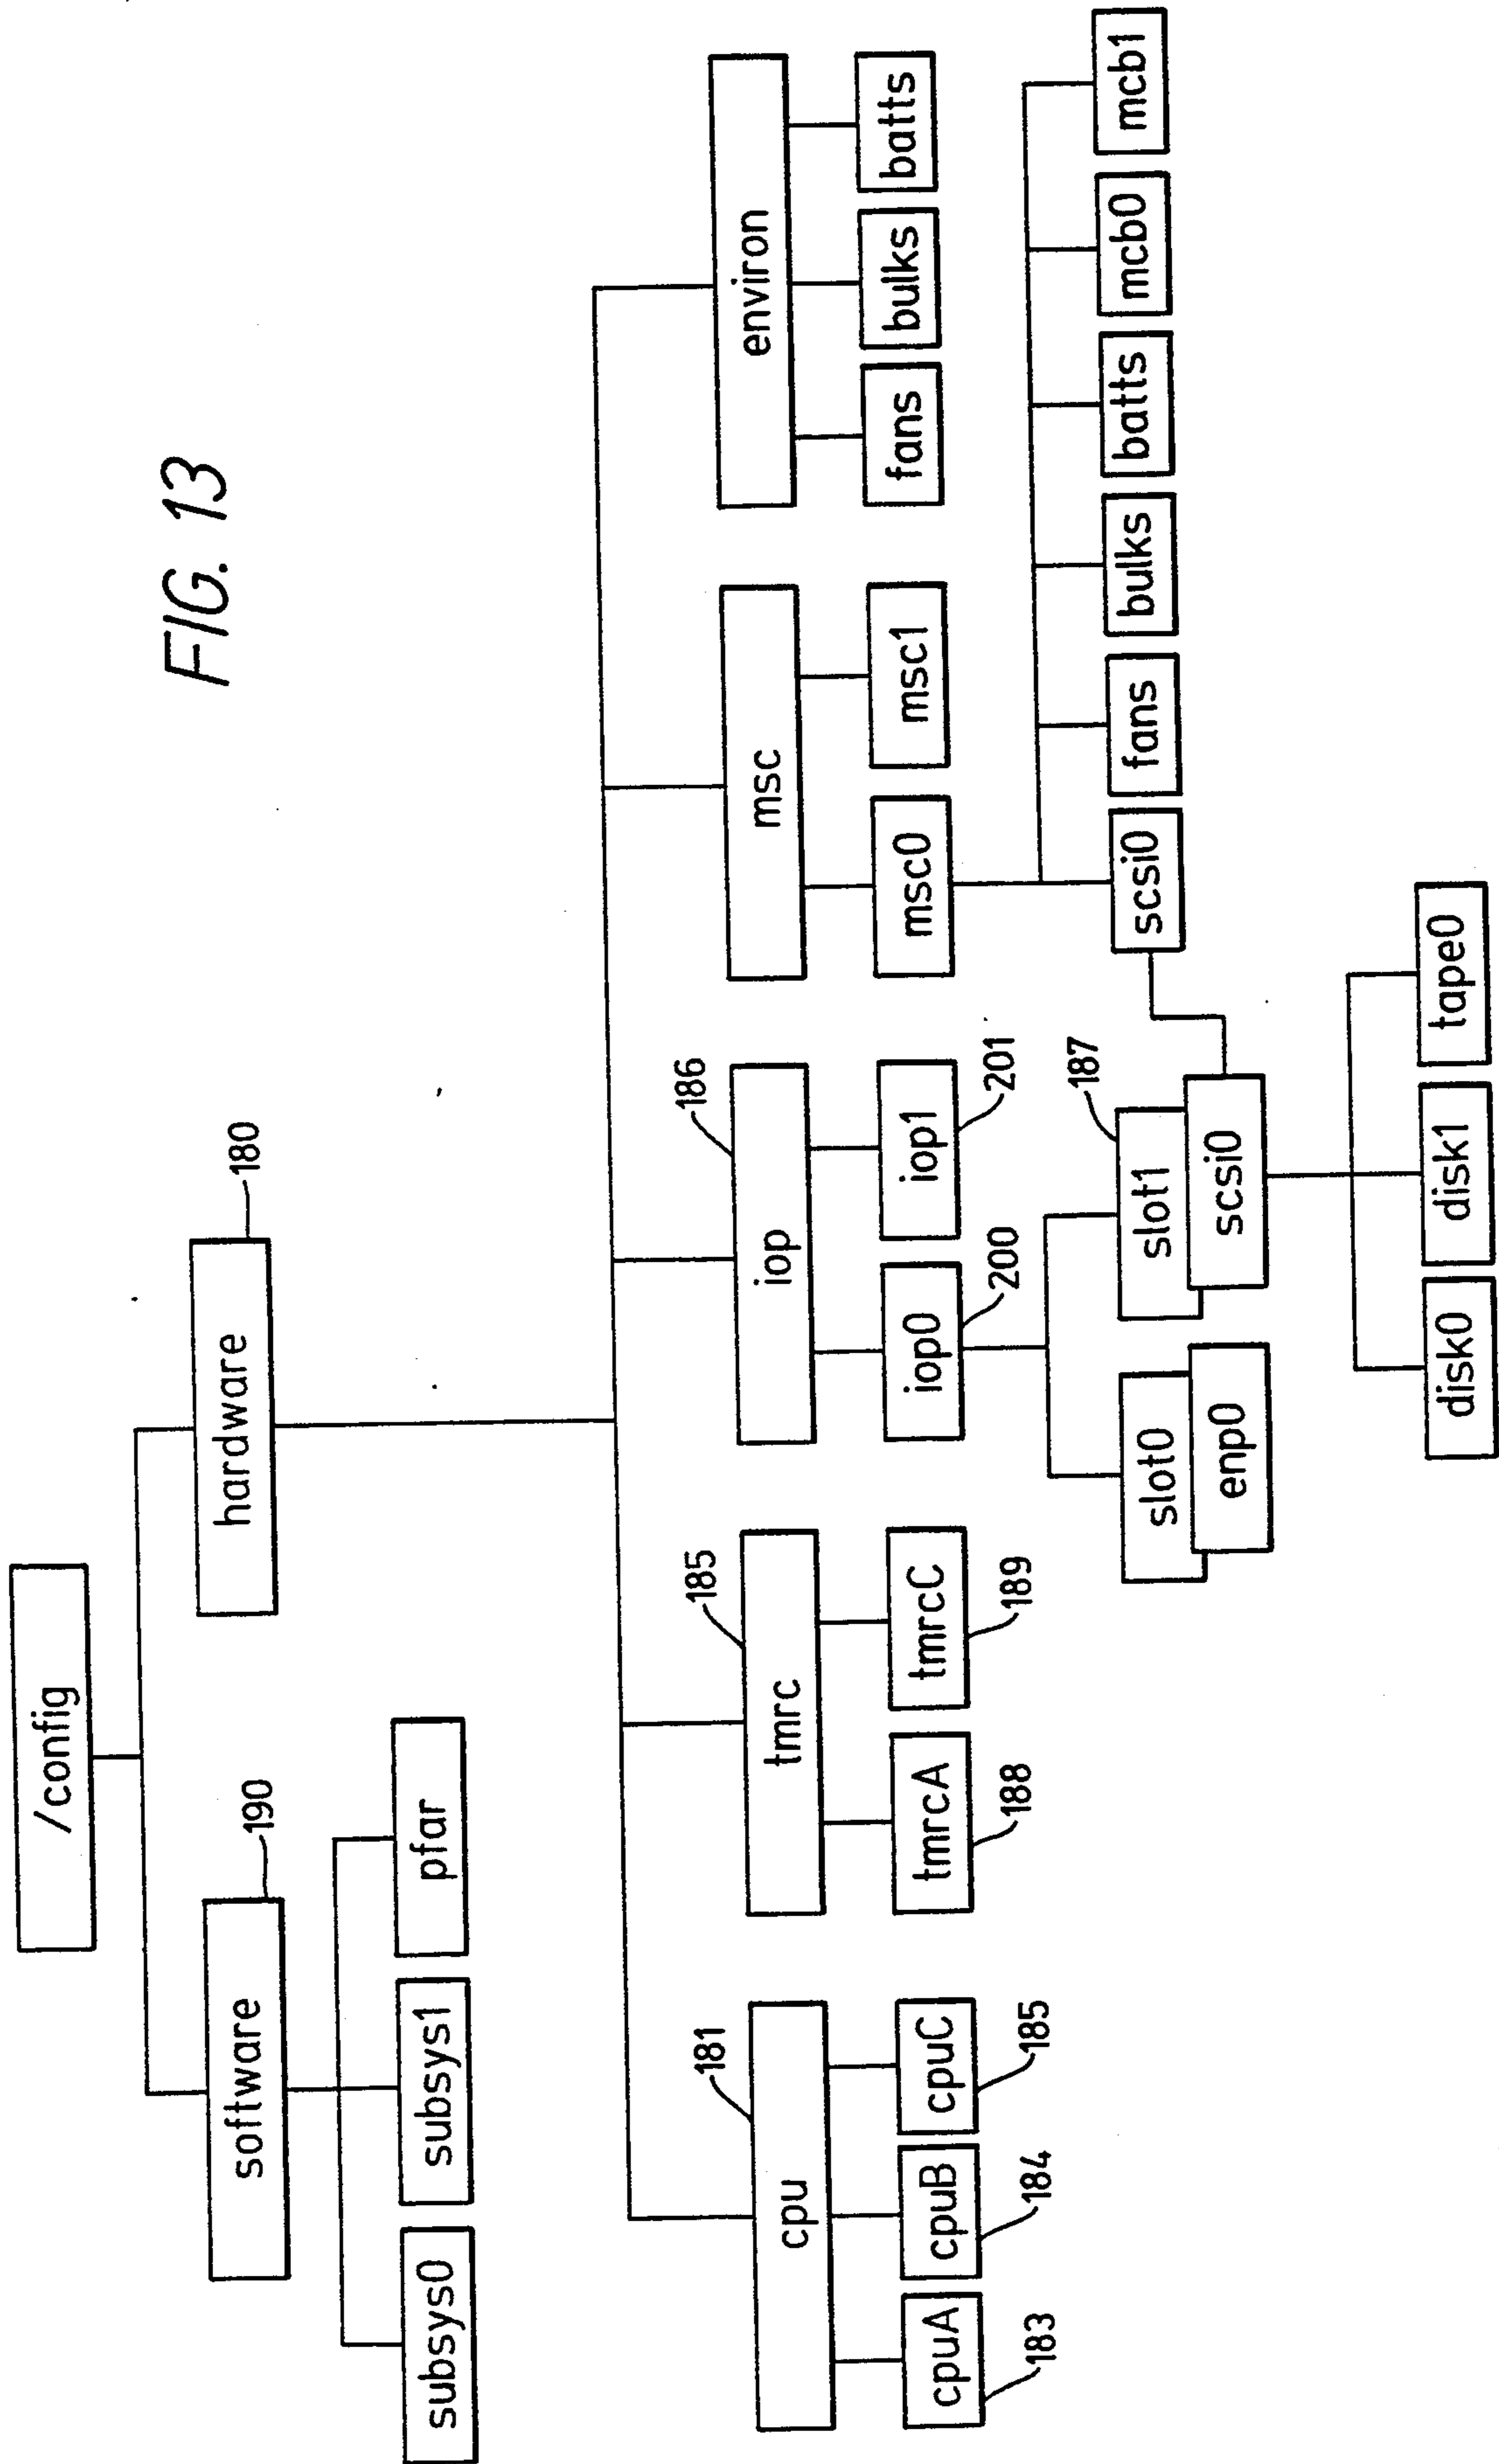 FIG. 13
/config
software
190
hardware
180
subsys0
subsys1
pfar
cpu
181
tmrc
185
iop
186
msc
environ
cpuA
183
cpuB
184
cpuC
185
tmrcA
188
tmrcC
189
iop0
200
iop1
201
msc0
msc1
fans
bulks
batts
slot0
enp0
slot1
187
scsi0
scsi0
fans
bulks
batts
mcb0
mcb1
disk0
disk1
tape0